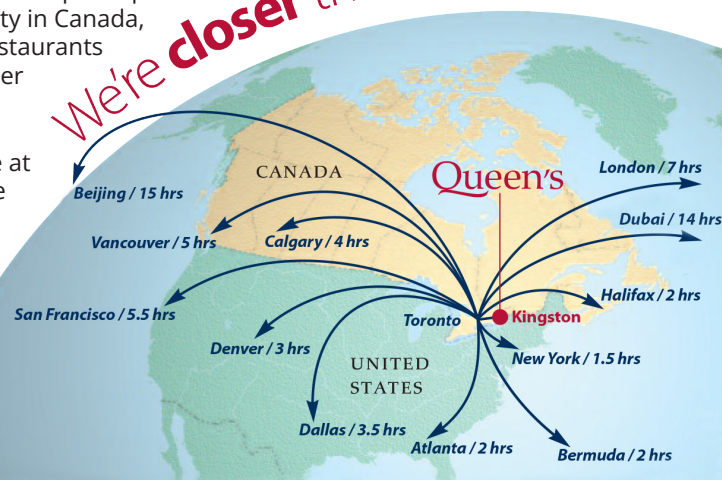 ty in Canada,
staurants
er
at
e
We're closer
CANADA
Queen's
London / 7 hrs
Beijing / 15 hrs
Dubai / 14 hrs
Vancouver / 5 hrs
Calgary / 4 hrs
Halifax / 2 hrs
San Francisco / 5.5 hrs
Toronto
Kingston
Denver / 3 hrs
New York / 1.5 hrs
UNITED
STATES
Dallas / 3.5 hrs
Atlanta / 2 hrs
Bermuda / 2 hrs